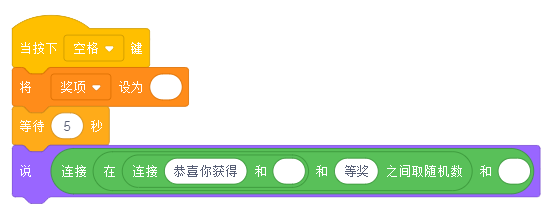 当按下 空格 键
将 奖项 设为
等待 5 秒
说 连接 在 连接 恭喜你获得 和 和 等奖 之间取随机数 和